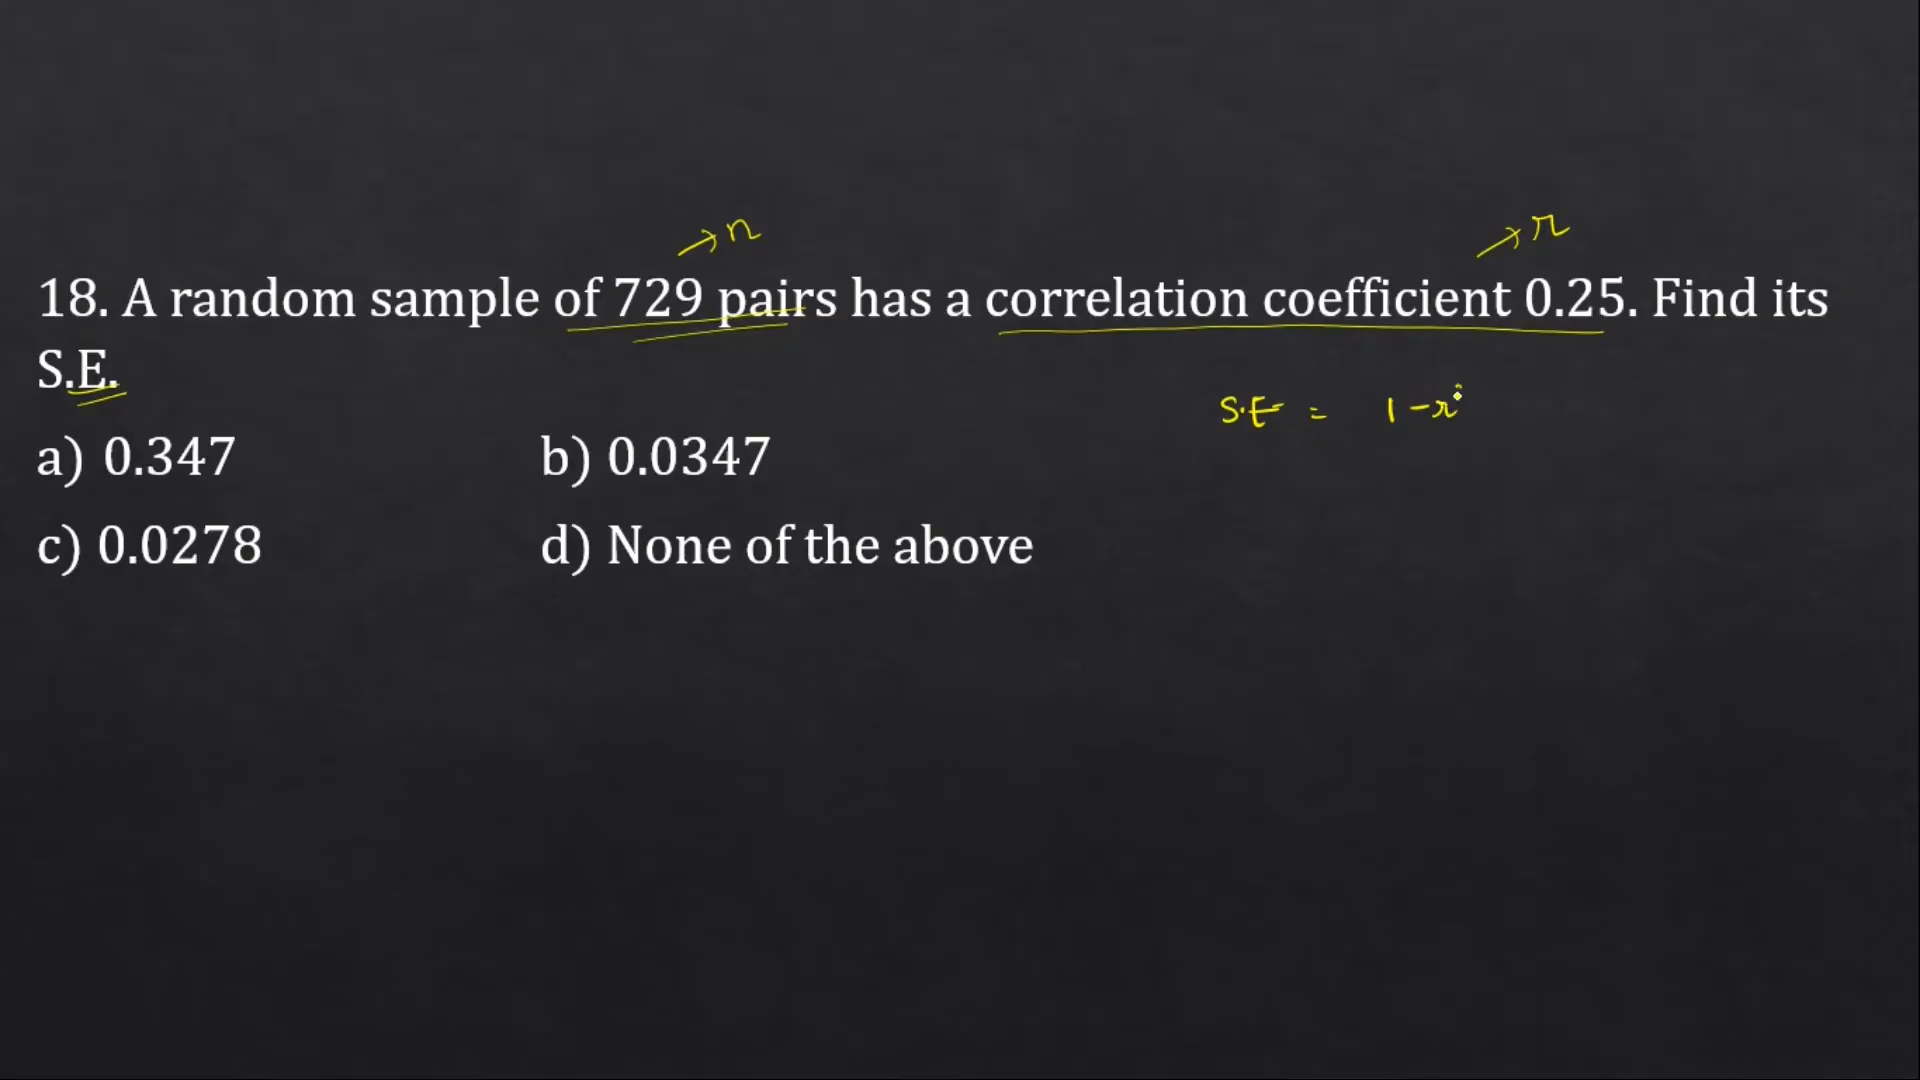 → n → r
18. A random sample of 729 pairs has a correlation coefficient 0.25. Find its
S.E.
S.E = 1 - r²
a) 0.347 b) 0.0347
c) 0.0278 d) None of the above